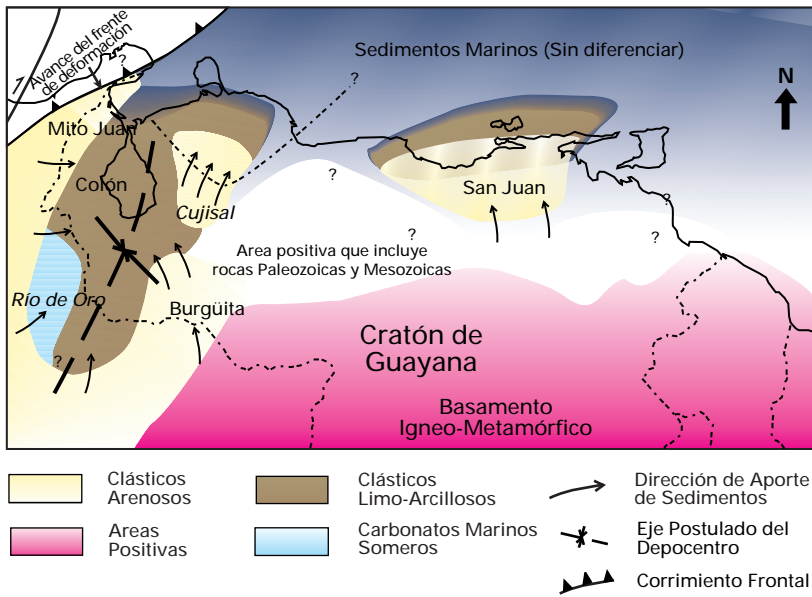 Avance del frente
de deformación
?
Sedimentos Marinos (Sin diferenciar)
?
N
Mito Juan
Colón
Cujisal
?
San Juan
?
?
?
Area positiva que incluye
rocas Paleozoicas y Mesozoicas
Río de Oro
Burgüita
?
Cratón de
Guayana
Basamento
Igneo-Metamórfico
Clásticos
Arenosos
Clásticos
Limo-Arcillosos
Dirección de Aporte
de Sedimentos
Areas
Positivas
Carbonatos Marinos
Someros
Eje Postulado del
Depocentro
Corrimiento Frontal